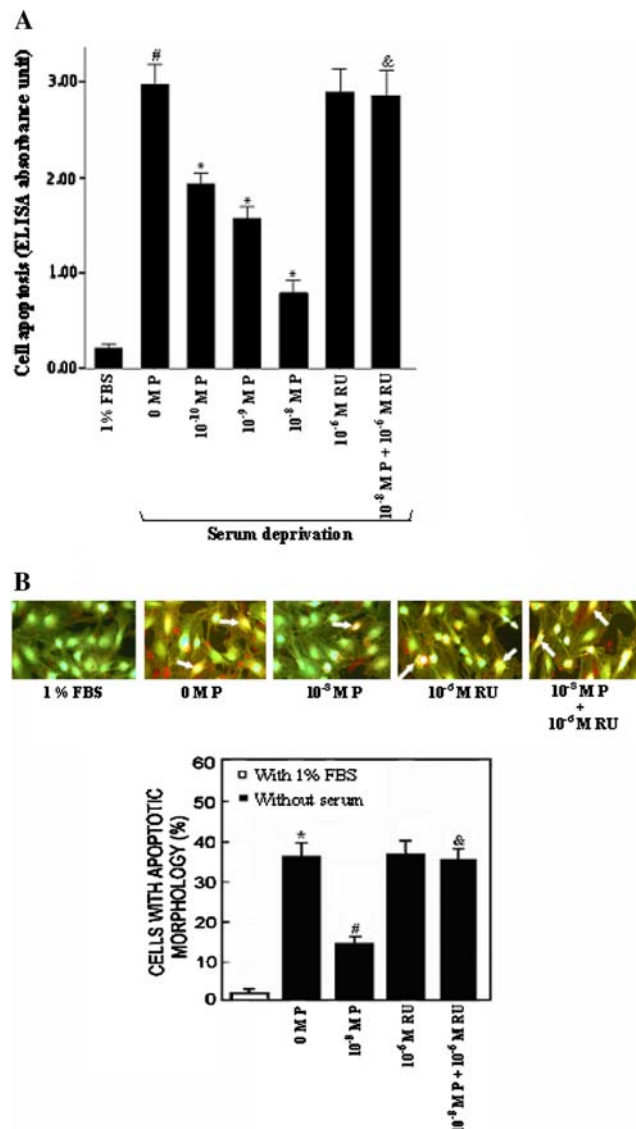 A
Cell apoptosis (ELISA absorbance unit)
3.00
2.00
1.00
0.00
#
*
*
*
&
1% FBS
0 M P
10⁻¹⁰ M P
10⁻⁹ M P
10⁻⁸ M P
10⁻⁶ M RU
10⁻⁸ M P + 10⁻⁶ M RU
Serum deprivation
B
1 % FBS
0 M P
10⁻⁸ M P
10⁻⁶ M RU
10⁻⁸ M P
+
10⁻⁶ M RU
CELLS WITH APOPTOTIC
MORPHOLOGY (%)
60
50
40
30
20
10
0
With 1% FBS
Without serum
*
#
&
0 M P
10⁻⁸ M P
10⁻⁶ M RU
10⁻⁸ M P + 10⁻⁶ M RU